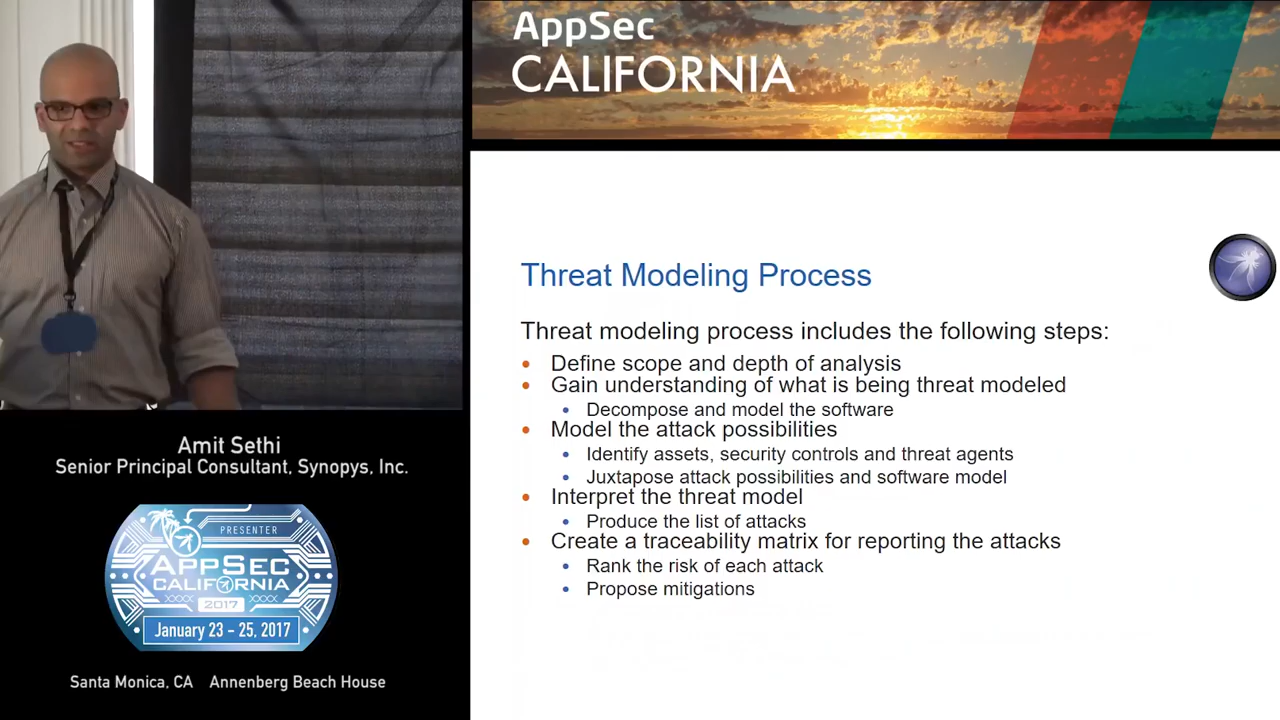 AppSec
CALIFORNIA
Threat Modeling Process
Threat modeling process includes the following steps:
• Define scope and depth of analysis
• Gain understanding of what is being threat modeled
• Decompose and model the software
• Model the attack possibilities
• Identify assets, security controls and threat agents
• Juxtapose attack possibilities and software model
• Interpret the threat model
• Produce the list of attacks
• Create a traceability matrix for reporting the attacks
• Rank the risk of each attack
• Propose mitigations
Amit Sethi
Senior Principal Consultant, Synopys, Inc.
PRESENTER
APPSEC
CALIFORNIA
XXXX 2017 XXXX
January 23 - 25, 2017
Santa Monica, CA Annenberg Beach House